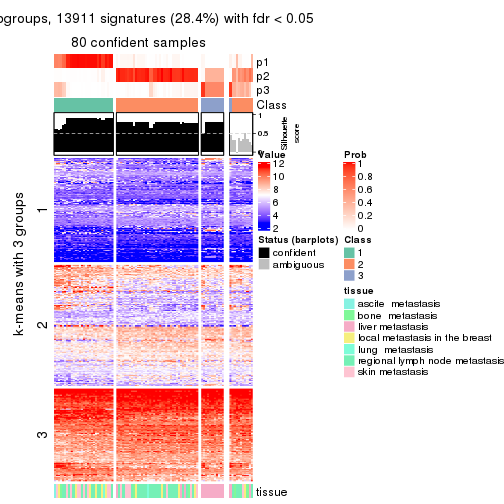 ogroups, 13911 signatures (28.4%) with fdr < 0.05
80 confident samples
p1
p2
p3
Class
1
0.5
0
Silhouette
score
k-means with 3 groups
1
2
3
tissue
Value
12
10
8
6
4
2
Prob
1
0.8
0.6
0.4
0.2
0
Status (barplots)
confident
ambiguous
Class
1
2
3
tissue
ascite metastasis
bone metastasis
liver metastasis
local metastasis in the breast
lung metastasis
regional lymph node metastasis
skin metastasis